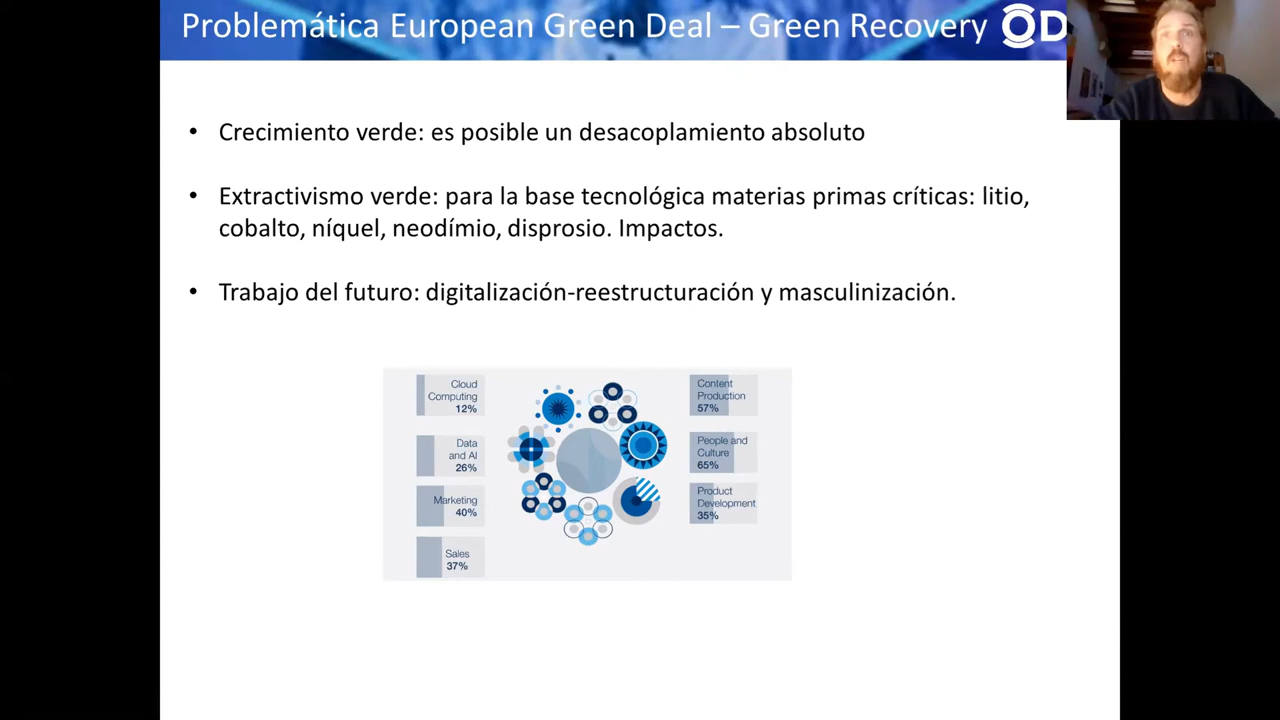 Problemática European Green Deal – Green Recovery OD
• Crecimiento verde: es posible un desacoplamiento absoluto
• Extractivismo verde: para la base tecnológica materias primas críticas: litio,
cobalto, níquel, neodímio, disprosio. Impactos.
• Trabajo del futuro: digitalización-reestructuración y masculinización.
Cloud
Computing
12%
Data
and AI
26%
Marketing
40%
Sales
37%
Content
Production
57%
People and
Culture
65%
Product
Development
35%